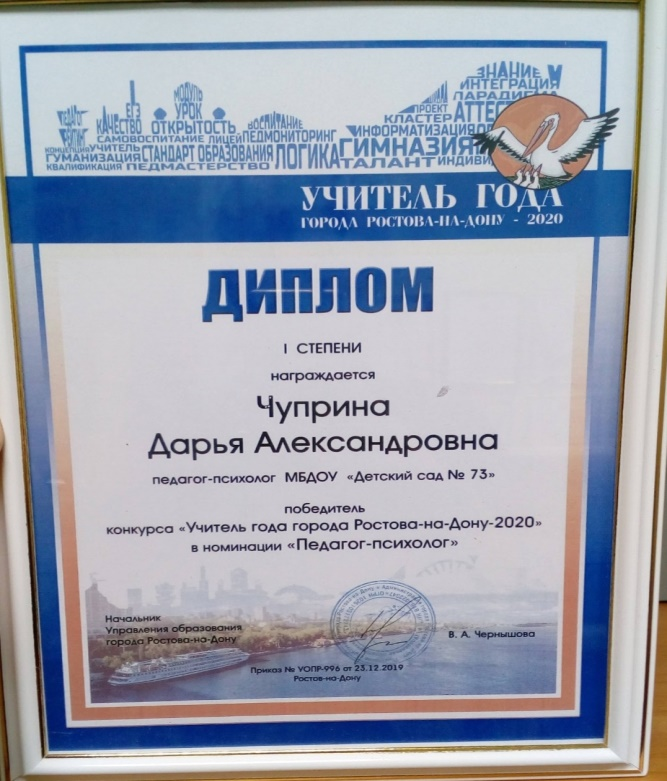 ЗНАНИЕ
ИНТЕГРАЦИЯ
МОДУЛЬ
УРОК
ПРОЕКТ
ПАРАДИГМА
ЕГЭ
КАЧЕСТВО
ОТКРЫТОСТЬ
ВОСПИТАНИЕ
КЛАСТЕР
САМОВОСПИТАНИЕ ЛИЦЕЙ ПЕДМОНИТОРИНГ
ИНФОРМАТИЗАЦИЯ
УЧИТЕЛЬ
ГУМАНИЗАЦИЯ СТАНДАРТ ОБРАЗОВАНИЯ ЛОГИКА ГИМНАЗИЯ
КВАЛИФИКАЦИЯ ПЕДМАСТЕРСТВО ТАЛАНТ ИНДИВИ
УЧИТЕЛЬ ГОДА
ГОРОДА РОСТОВА-НА-ДОНУ - 2020
ДИПЛОМ
I СТЕПЕНИ
награждается
Чуприна
Дарья Александровна
педагог-психолог МБДОУ «Детский сад № 73»
победитель
конкурса «Учитель года города Ростова-на-Дону-2020»
в номинации «Педагог-психолог»
Начальник
Управления образования
города Ростова-на-Дону
В. А. Чернышова
Приказ № УОПР-996 от 23.12.2019
Ростов-на-Дону